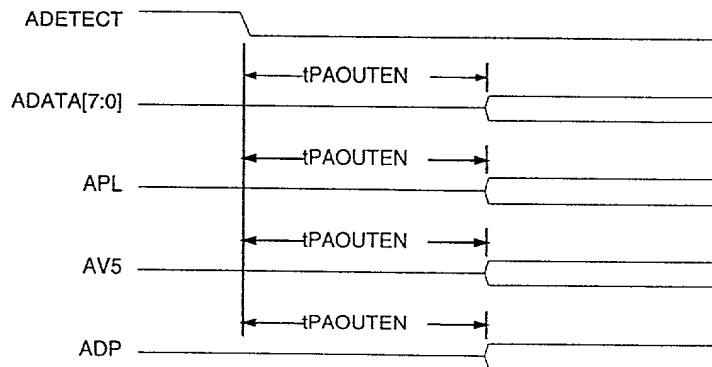 ADETECT
tPAOUTEN
ADATA[7:0]
tPAOUTEN
APL
tPAOUTEN
AV5
tPAOUTEN
ADP